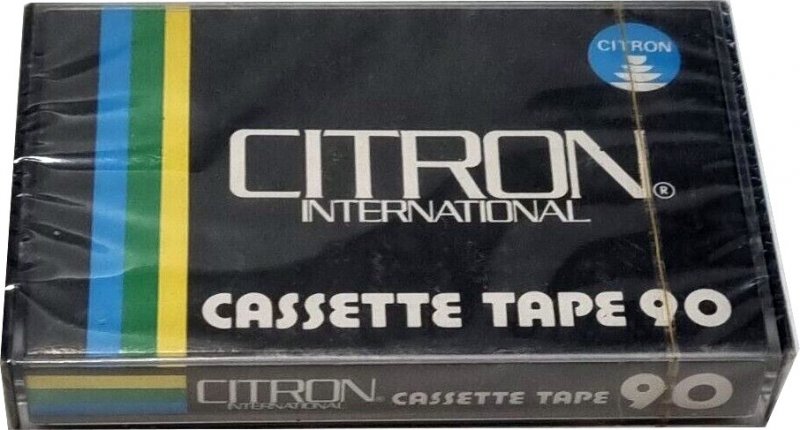 CITRON
CITRON®
INTERNATIONAL
CASSETTE TAPE 90
CITRON®
INTERNATIONAL
CASSETTE TAPE 90